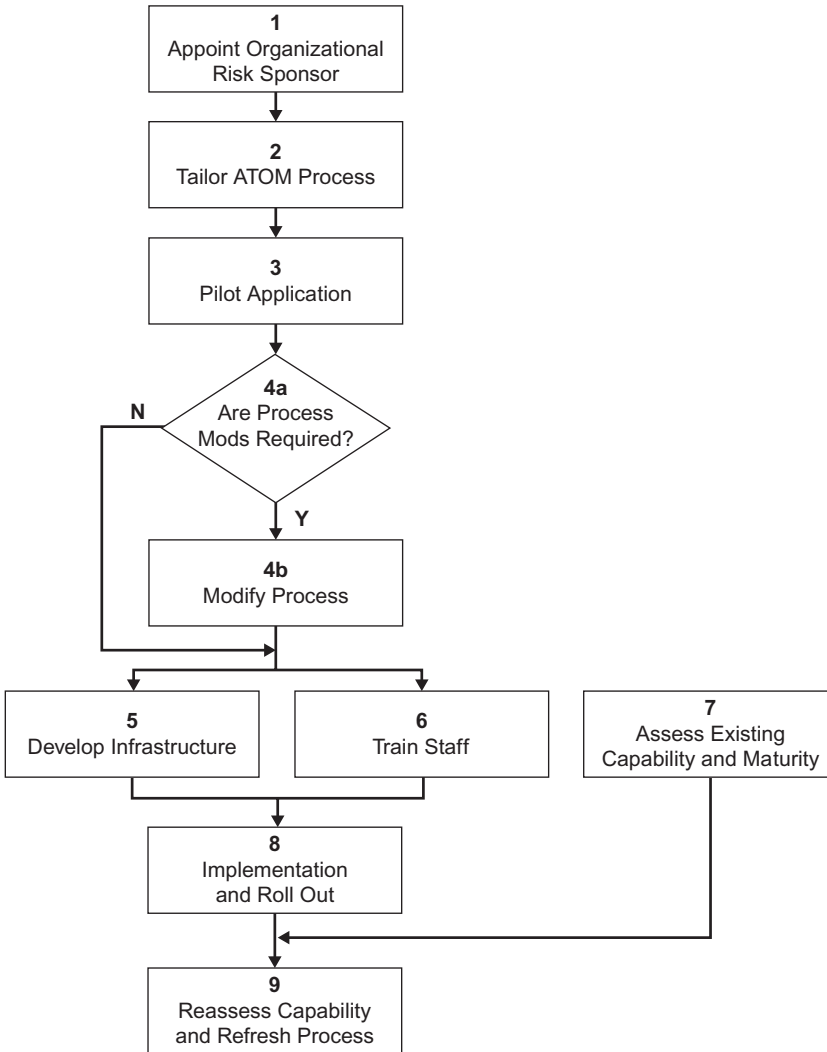 1
Appoint Organizational
Risk Sponsor
2
Tailor ATOM Process
3
Pilot Application
4a
Are Process
Mods Required?
N
Y
4b
Modify Process
5
Develop Infrastructure
6
Train Staff
7
Assess Existing
Capability and Maturity
8
Implementation
and Roll Out
9
Reassess Capability
and Refresh Process